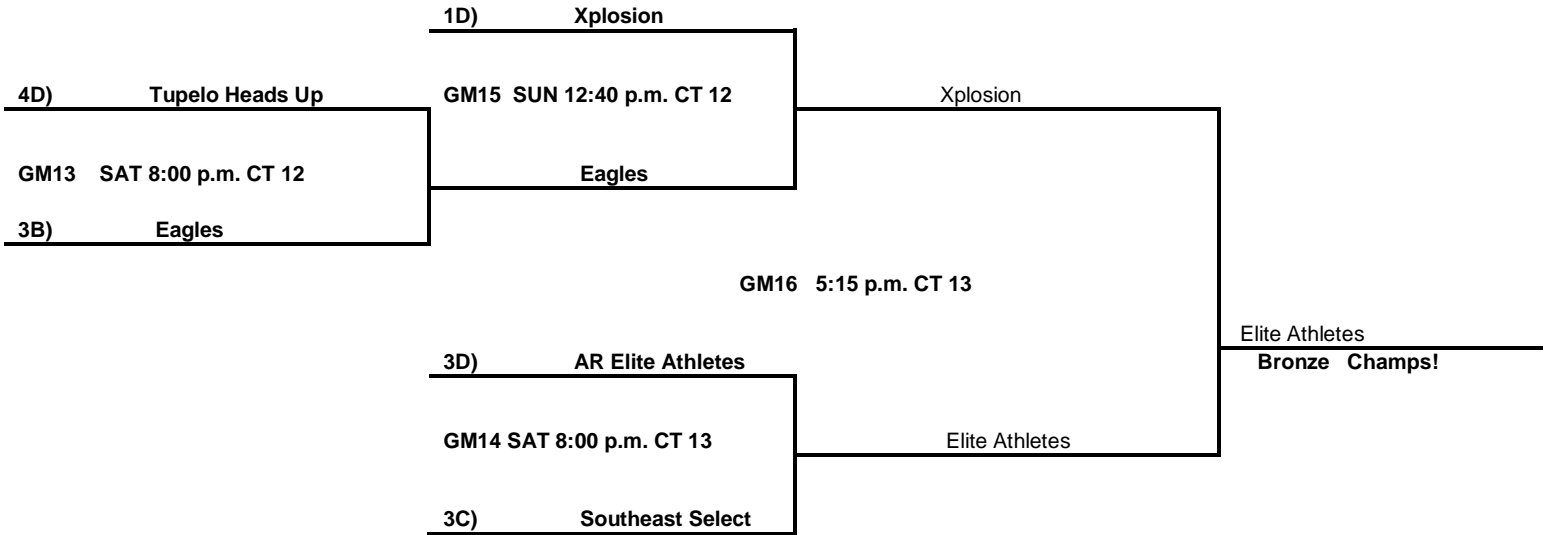 1D) Xplosion
4D) Tupelo Heads Up
GM15 SUN 12:40 p.m. CT 12
Xplosion
GM13 SAT 8:00 p.m. CT 12
Eagles
3B) Eagles
GM16 5:15 p.m. CT 13
Elite Athletes
3D) AR Elite Athletes
Bronze Champs!
GM14 SAT 8:00 p.m. CT 13
Elite Athletes
3C) Southeast Select